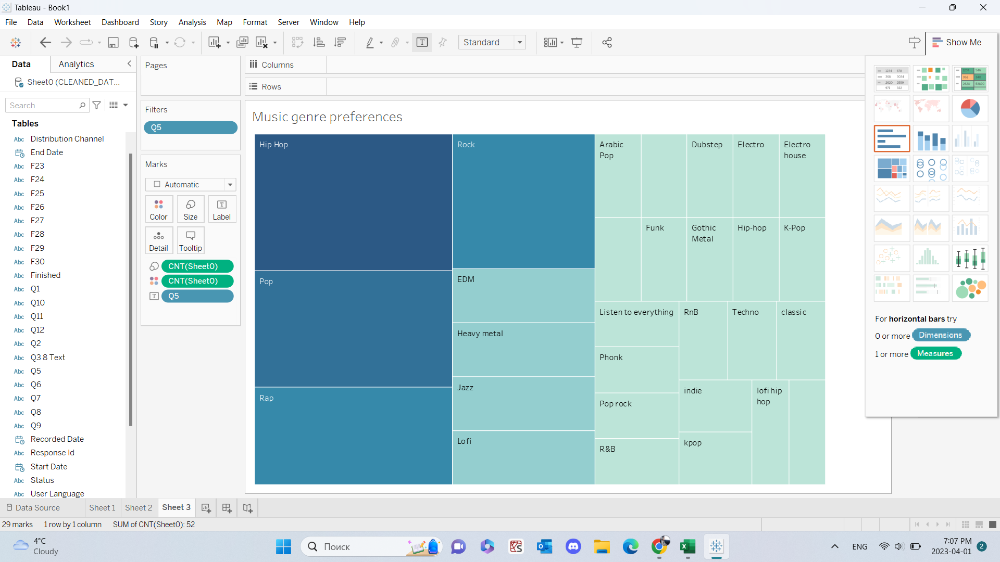 Tableau - Book1
File Data Worksheet Dashboard Story Analysis Map Format Server Window Help
Standard
Show Me
Data Analytics
Sheet0 (CLEANED_DAT...
Search
Tables
Abc Distribution Channel
End Date
Abc F23
Abc F24
Abc F25
Abc F26
Abc F27
Abc F28
Abc F29
Abc F30
Abc Finished
Abc Q1
Abc Q10
Abc Q11
Abc Q12
Abc Q2
Abc Q3 8 Text
Abc Q5
Abc Q6
Abc Q7
Abc Q8
Abc Q9
Recorded Date
Abc Response Id
Start Date
Abc Status
Abc User Language
Pages
Filters
Q5
Marks
Automatic
Color Size Label
Detail Tooltip
CNT(Sheet0)
CNT(Sheet0)
Q5
Columns
Rows
Music genre preferences
Hip Hop
Pop
Rap
Rock
EDM
Heavy metal
Jazz
Lofi
Arabic
Pop
Dubstep
Electro
Electro
house
Funk
Gothic
Metal
Hip-hop
K-Pop
Listen to everything
Phonk
Pop rock
R&B
RnB
Techno
classic
indie
kpop
lofi hip
hop
For horizontal bars try
0 or more Dimensions
1 or more Measures
Data Source Sheet 1 Sheet 2 Sheet 3
29 marks 1 row by 1 column SUM of CNT(Sheet0): 52
4°C
Cloudy
Поиск
ENG
7:07 PM
2023-04-01
2